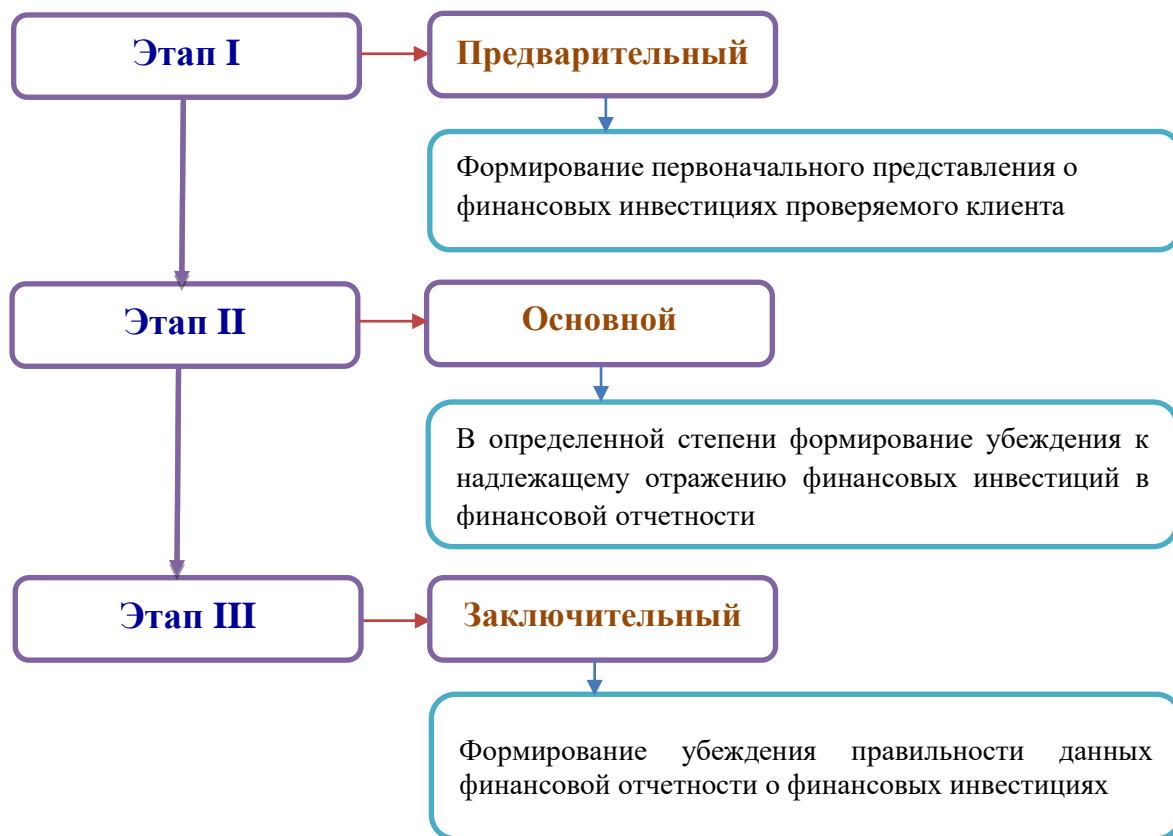 Этап I
Предварительный
Формирование первоначального представления о
финансовых инвестициях проверяемого клиента
Этап II
Основной
В определенной степени формирование убеждения к
надлежащему отражению финансовых инвестиций в
финансовой отчетности
Этап III
Заключительный
Формирование убеждения правильности данных
финансовой отчетности о финансовых инвестициях